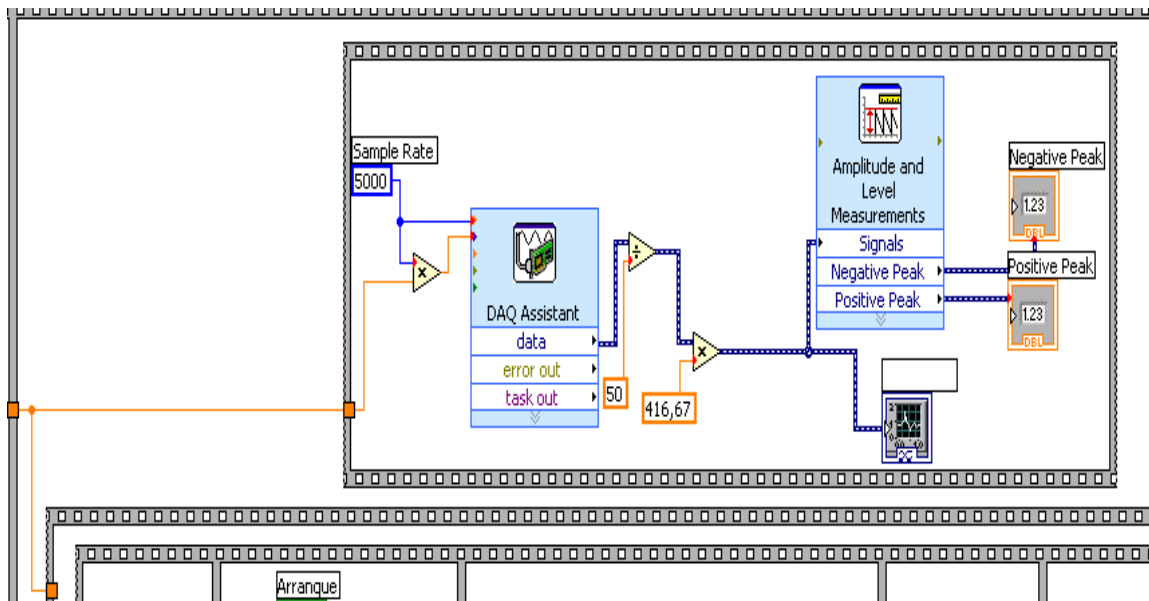 Sample Rate
5000
DAQ Assistant
data
error out
task out
50
416,67
Amplitude and
Level
Measurements
Signals
Negative Peak
Positive Peak
Negative Peak
1.23
DBL
Positive Peak
1.23
DBL
Arranque